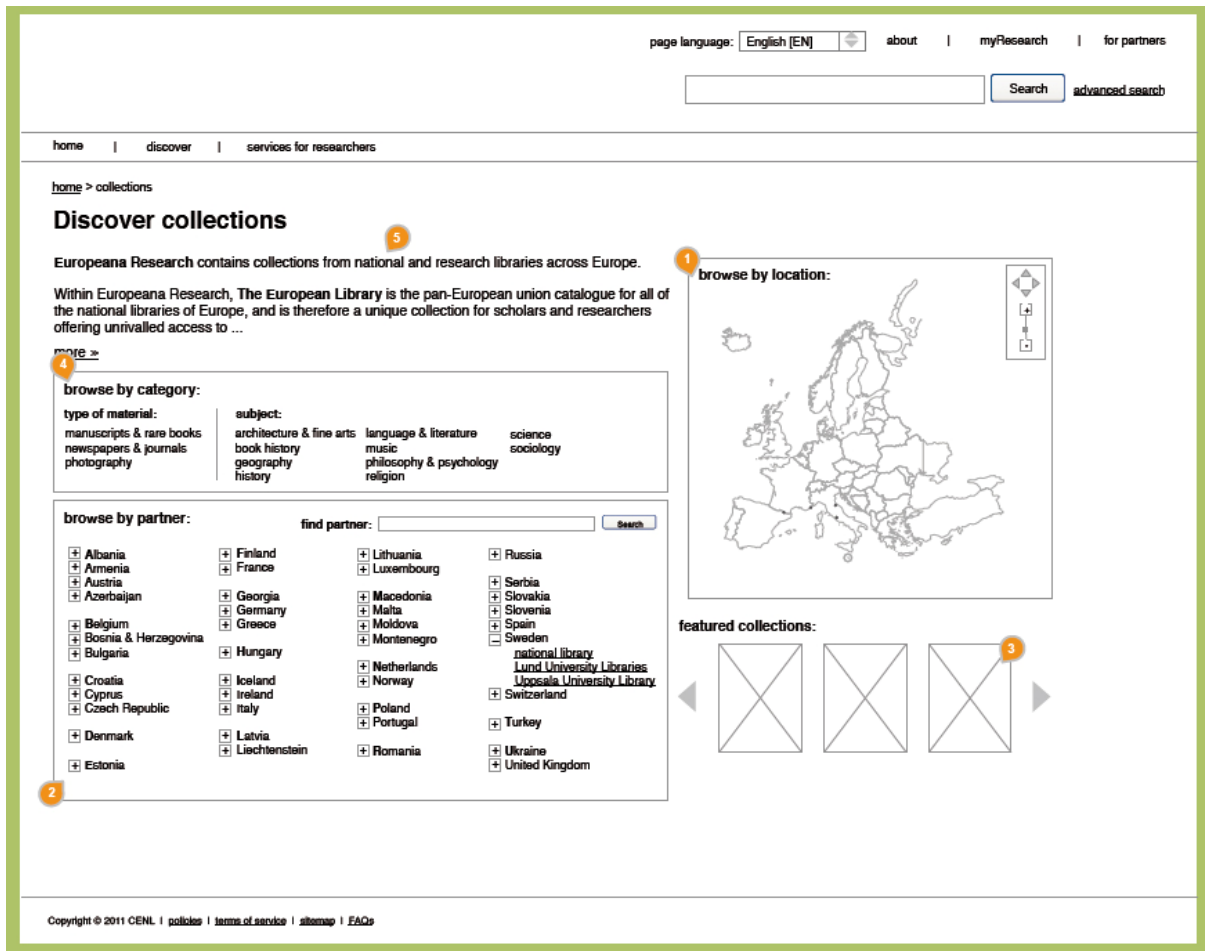 page language: English [EN] about | myResearch | for partners
Search advanced search
home | discover | services for researchers
home > collections
Discover collections
5
Europeana Research contains collections from national and research libraries across Europe.
Within Europeana Research, The European Library is the pan-European union catalogue for all of
the national libraries of Europe, and is therefore a unique collection for scholars and researchers
offering unrivalled access to ...
more »
4
browse by category:
type of material:
manuscripts & rare books
newspapers & journals
photography
subject:
architecture & fine arts
book history
geography
history
language & literature
music
philosophy & psychology
religion
science
sociology
browse by partner:
find partner: Search
+ Albania
+ Armenia
+ Austria
+ Azerbaijan
+ Belgium
+ Bosnia & Herzegovina
+ Bulgaria
+ Croatia
+ Cyprus
+ Czech Republic
+ Denmark
+ Estonia
+ Finland
+ France
+ Georgia
+ Germany
+ Greece
+ Hungary
+ Iceland
+ Ireland
+ Italy
+ Latvia
+ Liechtenstein
+ Lithuania
+ Luxembourg
+ Macedonia
+ Malta
+ Moldova
+ Montenegro
+ Netherlands
+ Norway
+ Poland
+ Portugal
+ Romania
+ Russia
+ Serbia
+ Slovakia
+ Slovenia
+ Spain
– Sweden
national library
Lund University Libraries
Uppsala University Library
+ Switzerland
+ Turkey
+ Ukraine
+ United Kingdom
2
1
browse by location:
featured collections:
3
Copyright © 2011 CENL | policies | terms of service | sitemap | FAQs